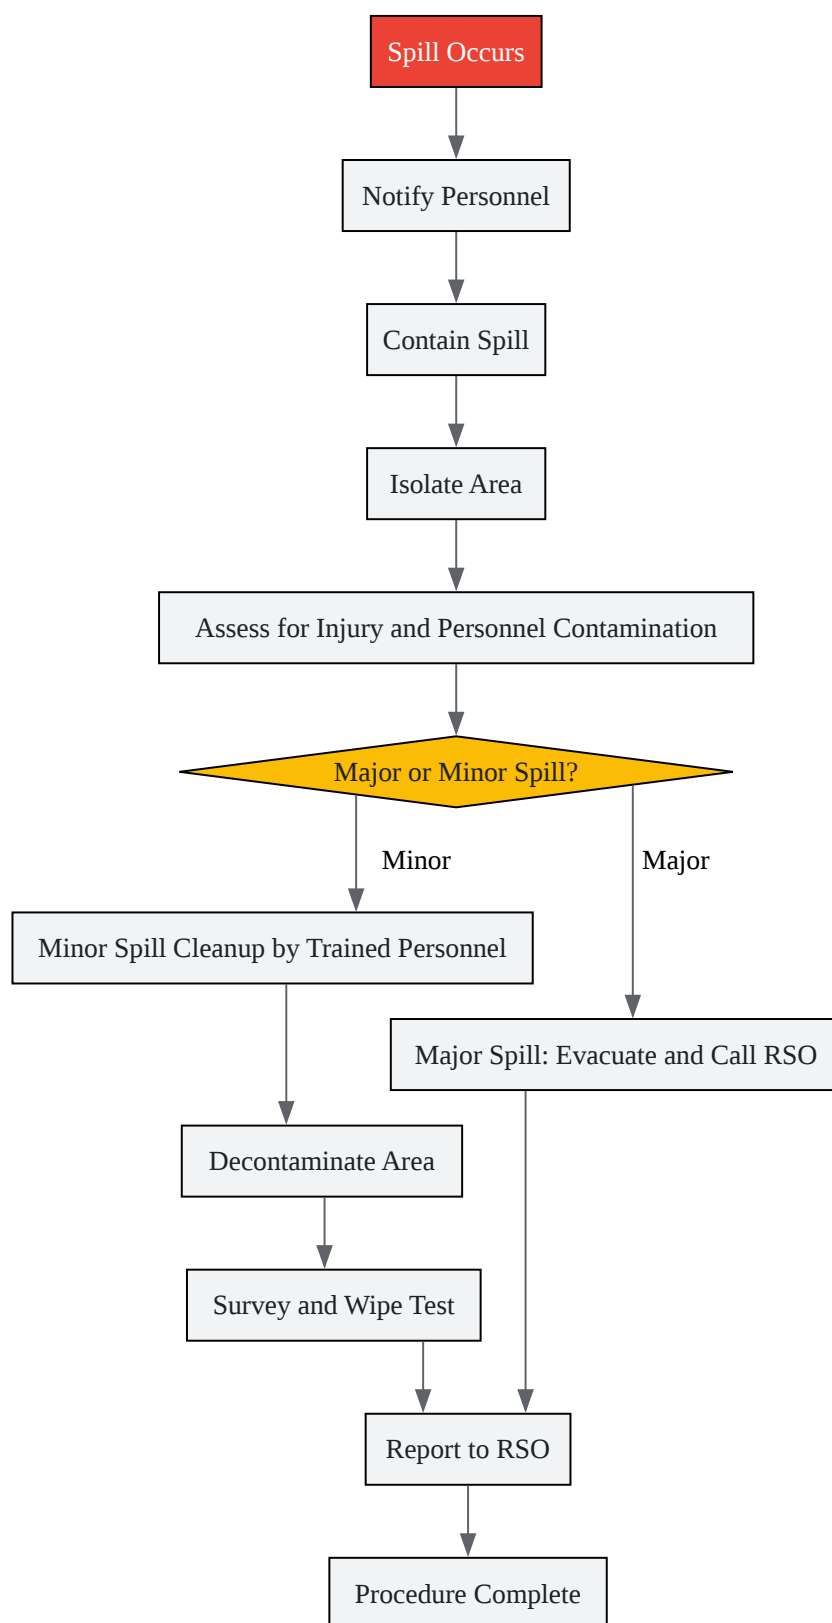 Spill Occurs
Notify Personnel
Contain Spill
Isolate Area
Assess for Injury and Personnel Contamination
Major or Minor Spill?
Minor
Major
Minor Spill Cleanup by Trained Personnel
Major Spill: Evacuate and Call RSO
Decontaminate Area
Survey and Wipe Test
Report to RSO
Procedure Complete